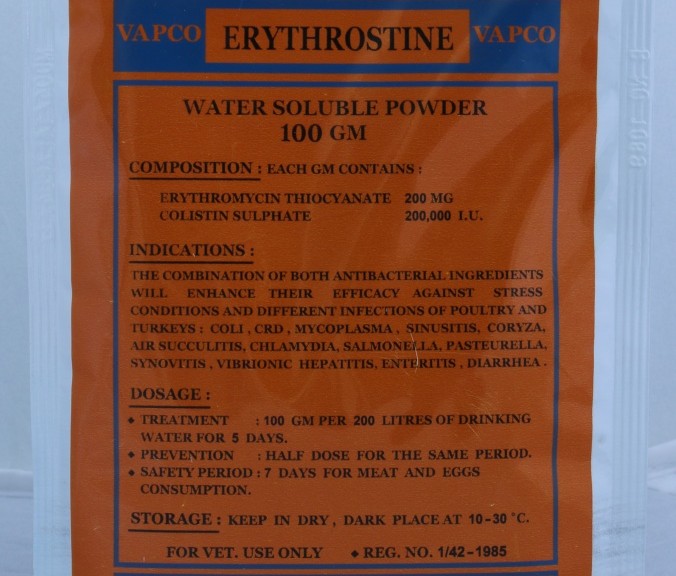 VAPCO ERYTHROSTINE VAPCO
WATER SOLUBLE POWDER
100 GM
COMPOSITION : EACH GM CONTAINS :
ERYTHROMYCIN THIOCYANATE 200 MG
COLISTIN SULPHATE 200,000 I.U.
INDICATIONS :
THE COMBINATION OF BOTH ANTIBACTERIAL INGREDIENTS
WILL ENHANCE THEIR EFFICACY AGAINST STRESS
CONDITIONS AND DIFFERENT INFECTIONS OF POULTRY AND
TURKEYS : COLI , CRD , MYCOPLASMA , SINUSITIS, CORYZA,
AIR SUCCULITIS, CHLAMYDIA, SALMONELLA, PASTEURELLA,
SYNOVITIS , VIBRIONIC HEPATITIS, ENTERITIS , DIARRHEA .
DOSAGE :
◆ TREATMENT : 100 GM PER 200 LITRES OF DRINKING
WATER FOR 5 DAYS.
◆ PREVENTION : HALF DOSE FOR THE SAME PERIOD.
◆ SAFETY PERIOD : 7 DAYS FOR MEAT AND EGGS
CONSUMPTION.
STORAGE : KEEP IN DRY , DARK PLACE AT 10-30 °C.
FOR VET. USE ONLY ◆ REG. NO. 1/42-1985